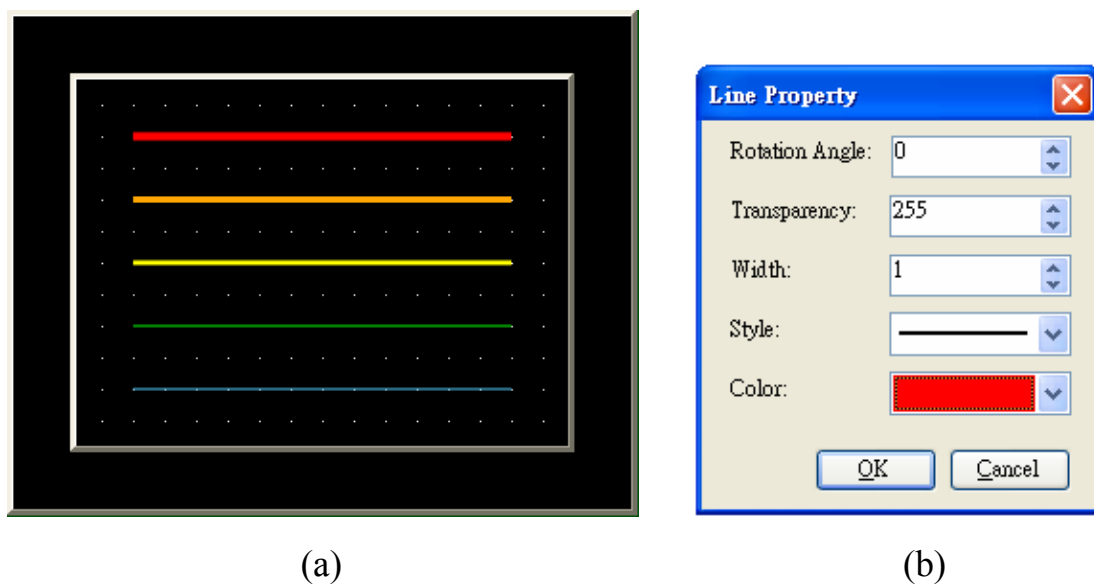 Line Property
Rotation Angle: 0
Transparency: 255
Width: 1
Style:
Color:
OK Cancel
(a) (b)